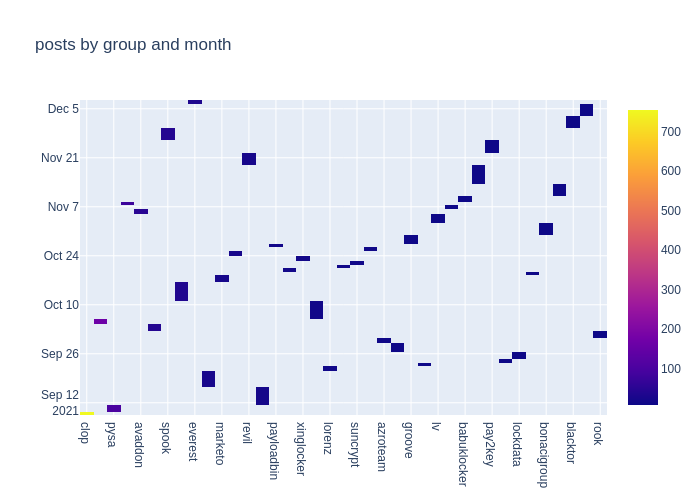 posts by group and month
Dec 5
Nov 21
Nov 7
Oct 24
Oct 10
Sep 26
Sep 12
2021
clop
pysa
avaddon
spook
everest
marketo
revil
payloadbin
xinglocker
lorenz
suncrypt
azroteam
groove
lv
babuklocker
pay2key
lockdata
bonacigroup
blacktor
rook
700
600
500
400
300
200
100